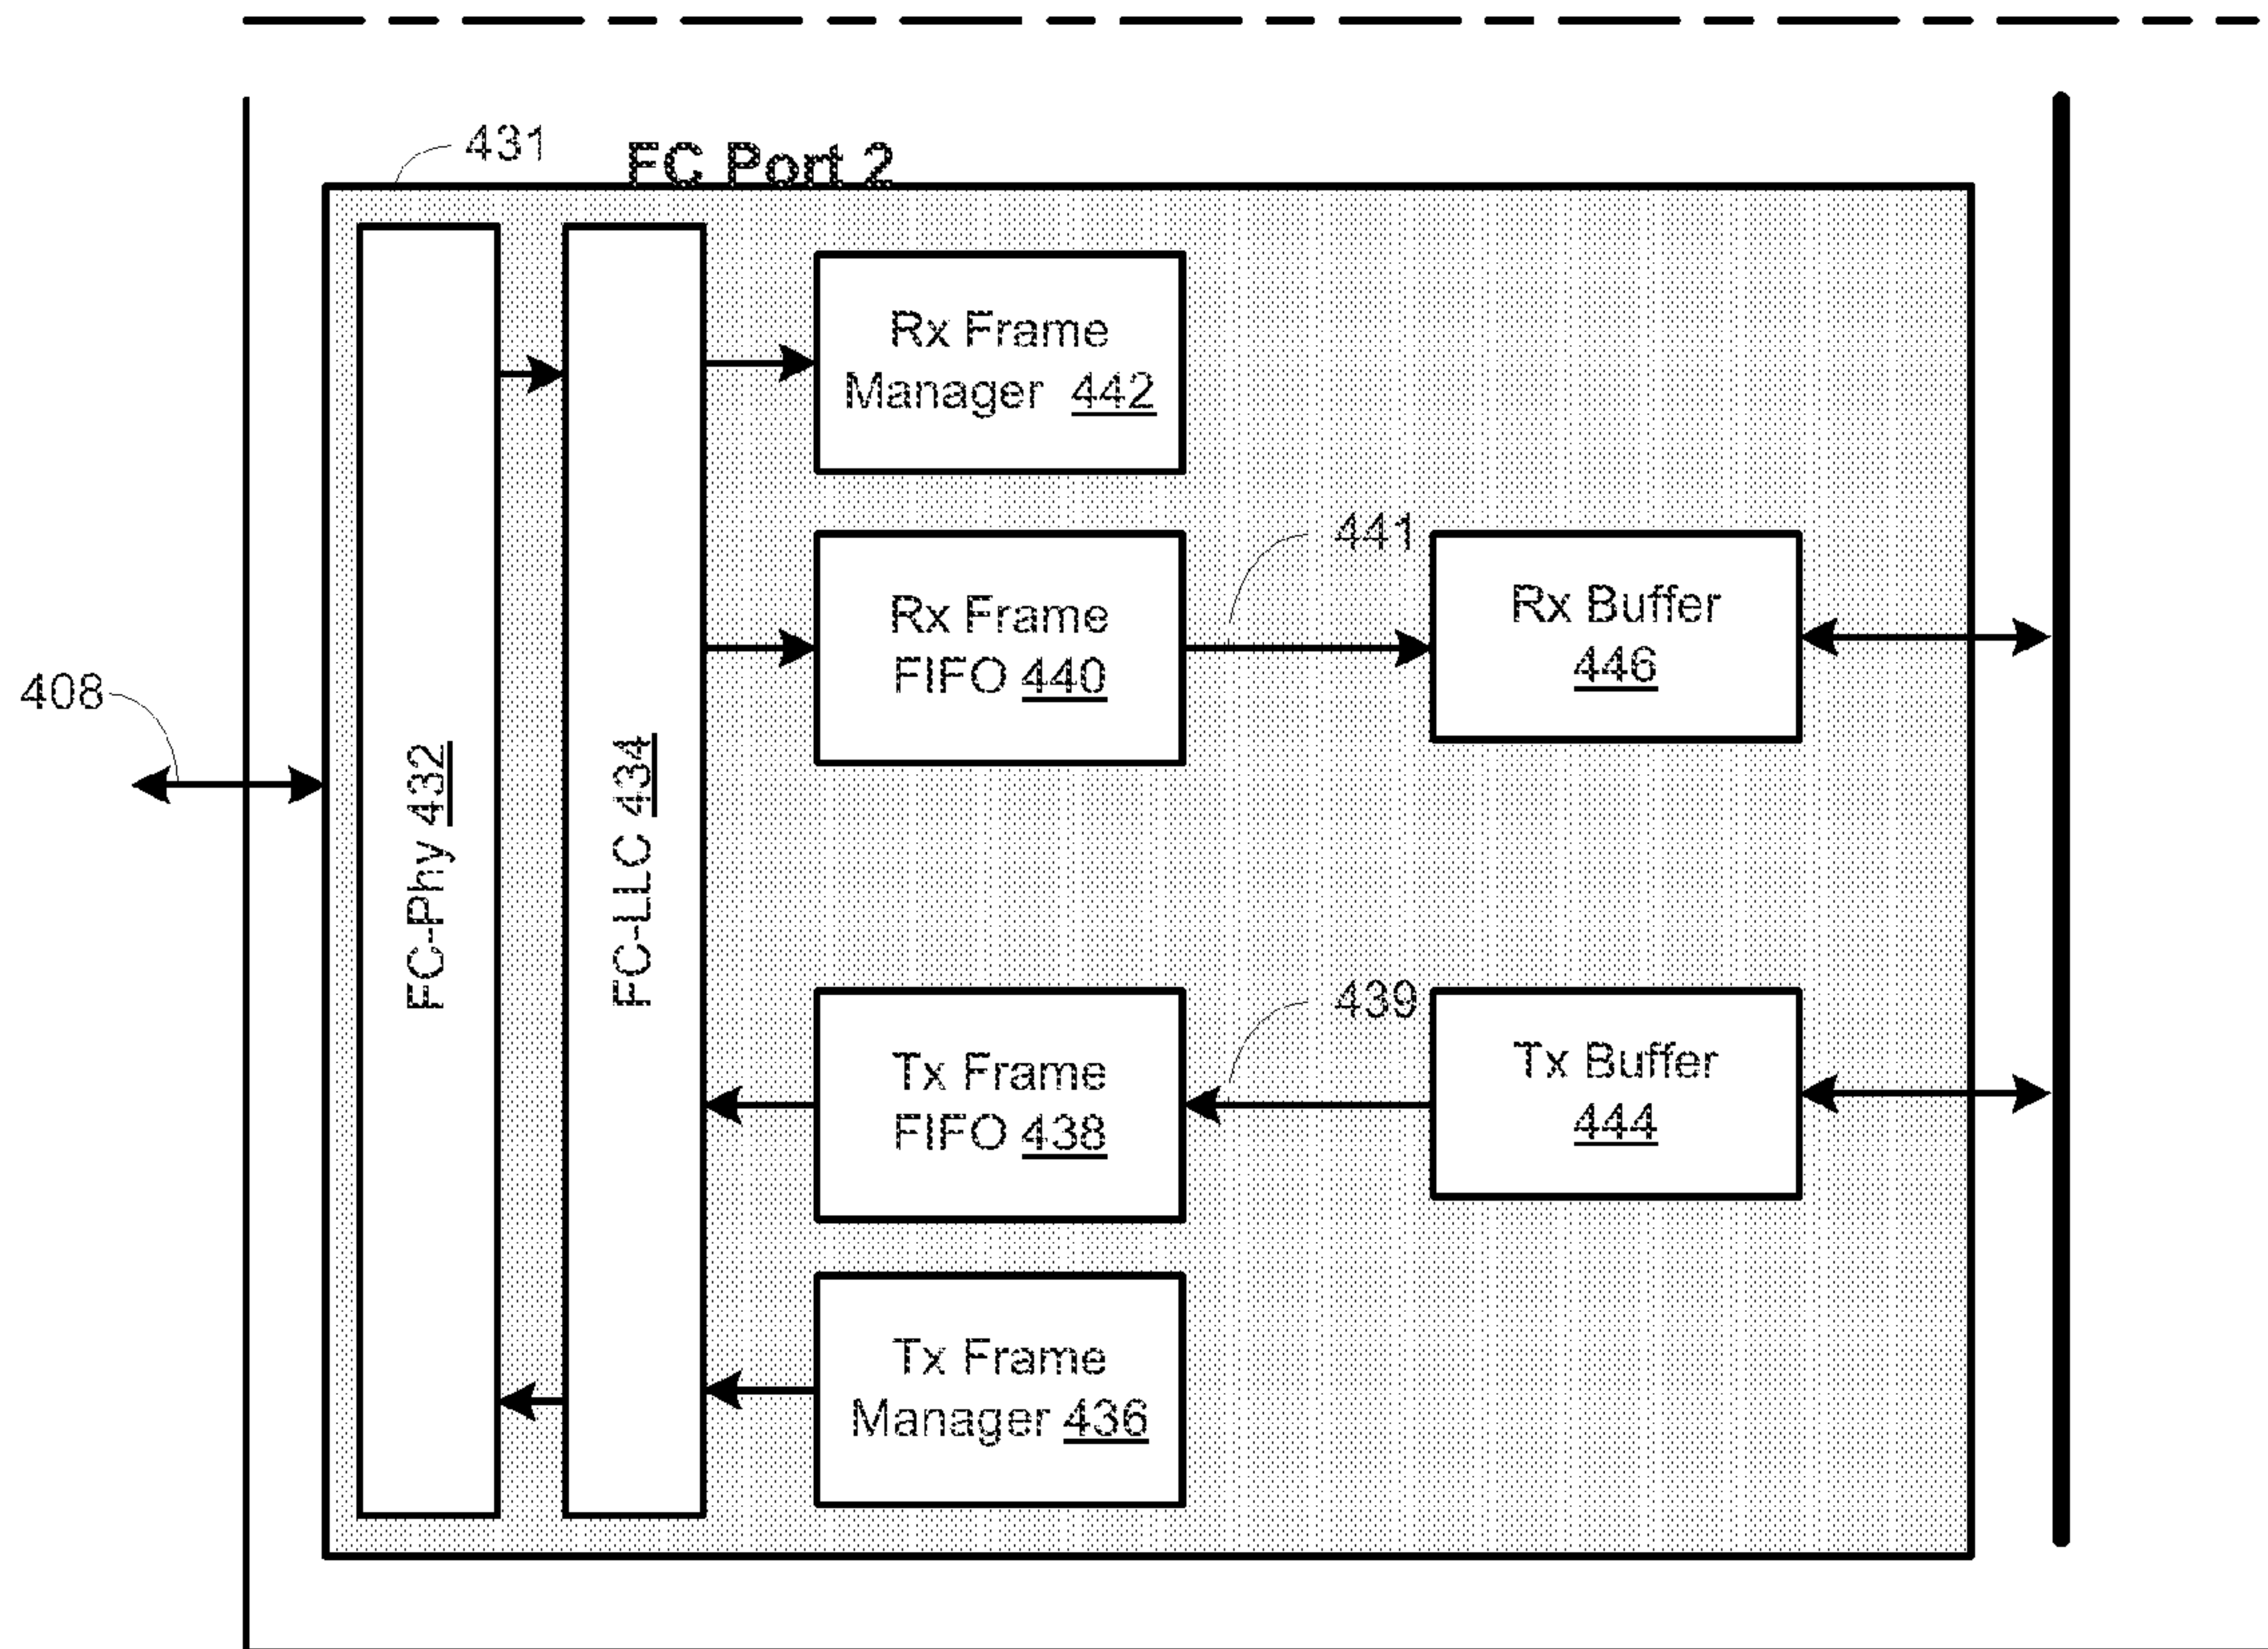 431
FC Port 2
Rx Frame
Manager 442
441
Rx Frame
FIFO 440
Rx Buffer
446
408
FC-Phy 432
FC-LLC 434
439
Tx Frame
FIFO 438
Tx Buffer
444
Tx Frame
Manager 436